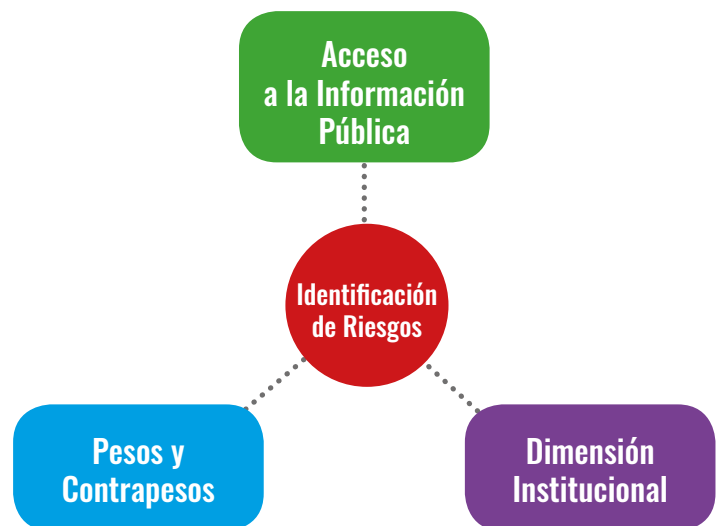 Acceso
a la Información
Pública
Identificación
de Riesgos
Pesos y
Contrapesos
Dimensión
Institucional